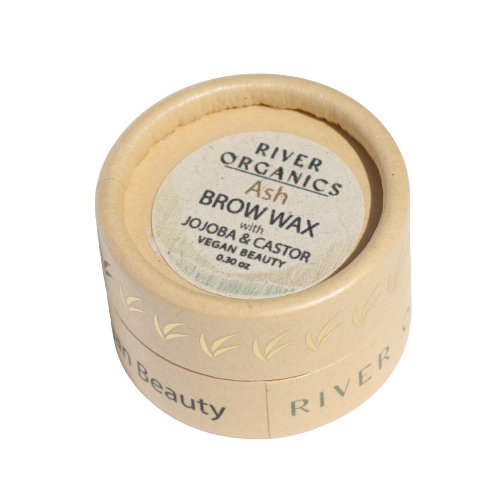 RIVER
ORGANICS
Ash
BROW WAX
with
JOJOBA & CASTOR
VEGAN BEAUTY
0.30 oz
Beauty
RIVER